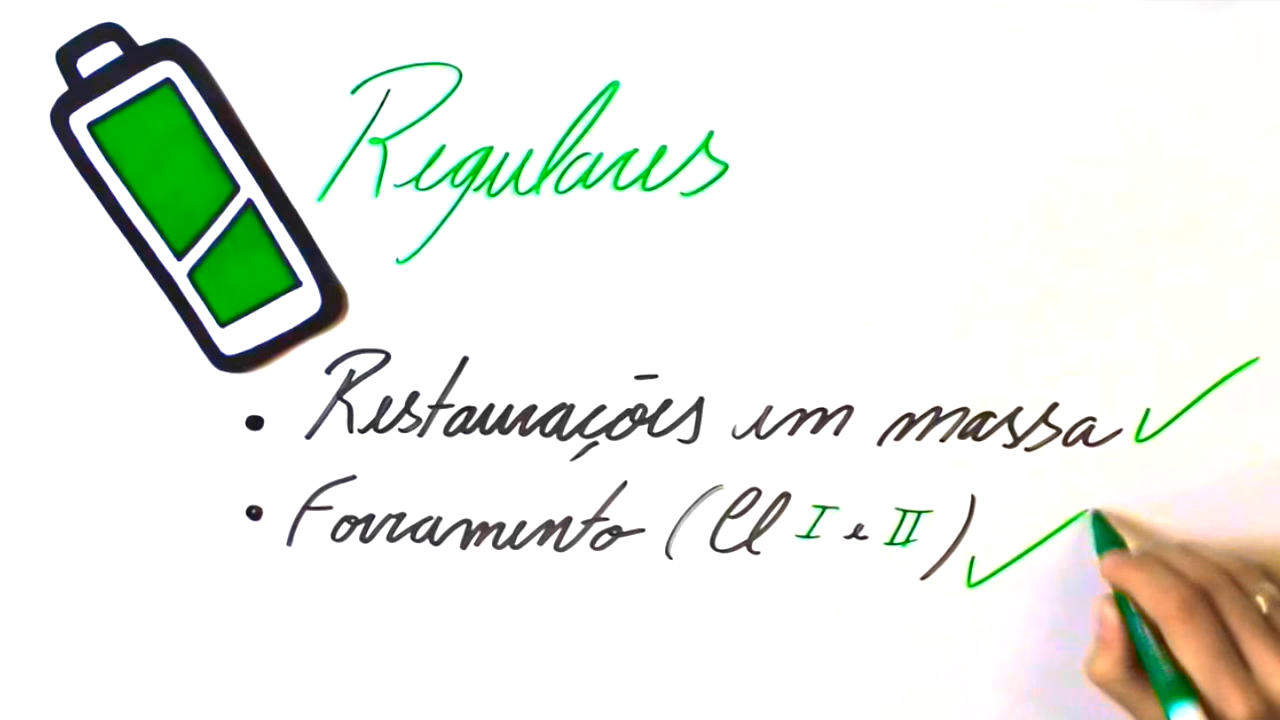 Regulares
• Restaurações em massa
• Forramento (Cl I e II)